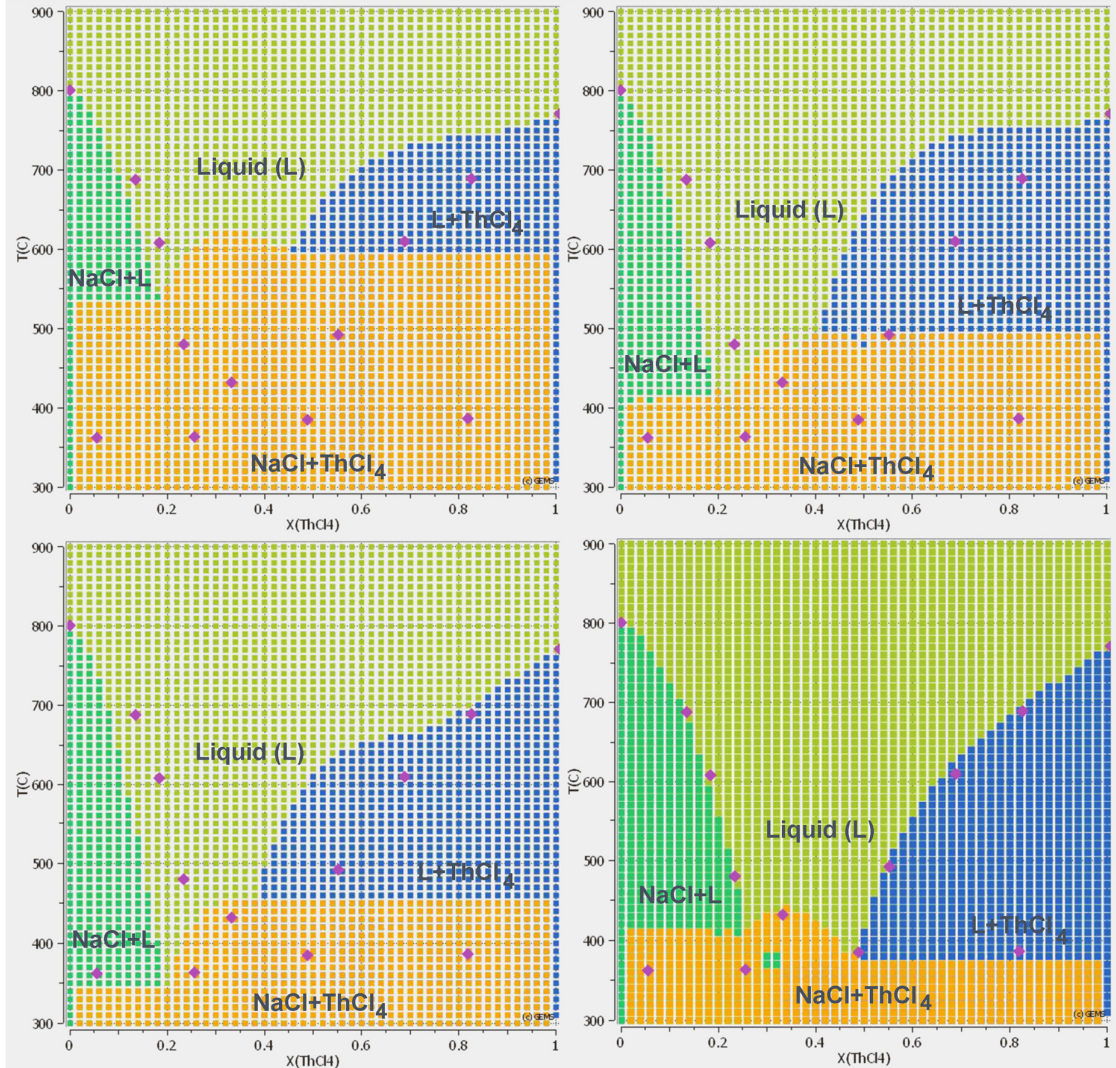 900
800
700
600
500
400
300
T(C)
Liquid (L)
L+ThCl4
NaCl+L
NaCl+ThCl4
(c) GEMS
0 0.2 0.4 0.6 0.8 1
X(ThCl4)
900
800
700
600
500
400
300
T(C)
Liquid (L)
L+ThCl4
NaCl+L
NaCl+ThCl4
(c) GEMS
0 0.2 0.4 0.6 0.8 1
X(ThCl4)
900
800
700
600
500
400
300
T(C)
Liquid (L)
L+ThCl4
NaCl+L
NaCl+ThCl4
(c) GEMS
0 0.2 0.4 0.6 0.8 1
X(ThCl4)
900
800
700
600
500
400
300
T(C)
Liquid (L)
NaCl+L
L+ThCl4
NaCl+ThCl4
(c) GEMS
0 0.2 0.4 0.6 0.8 1
X(ThCl4)